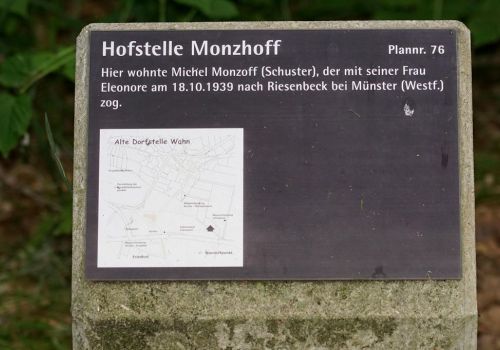 Hofstelle Monzhoff
Plannr. 76
Hier wohnte Michel Monzoff (Schuster), der mit seiner Frau
Eleonore am 18.10.1939 nach Riesenbeck bei Münster (Westf.)
zog.
Alte Dorfstelle Wahn
Friedhof